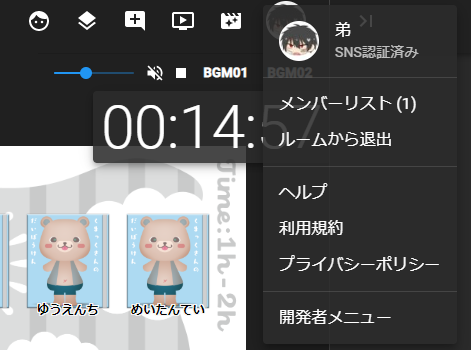 弟
SNS認証済み
BGM01
BGM02
00:14:57
メンバーリスト (1)
ルームから退出
ヘルプ
利用規約
プライバシーポリシー
開発者メニュー
Time:1h-2h
ゆうえんち
めいたんてい